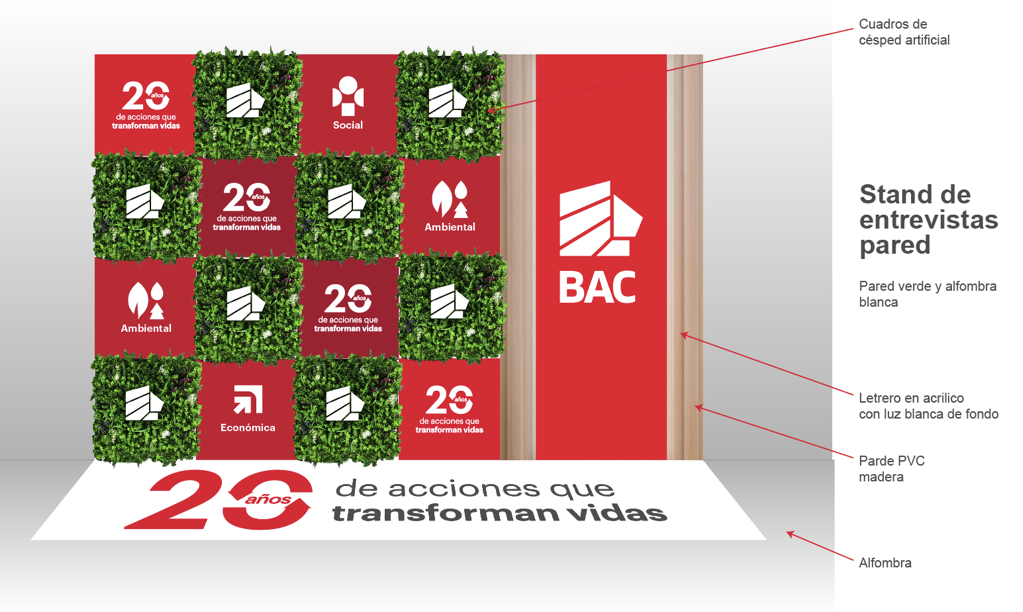 Cuadros de
césped artificial
20 años
de acciones que
transforman vidas
Social
20 años
de acciones que
transforman vidas
Ambiental
Ambiental
20 años
de acciones que
transforman vidas
Económica
20 años
de acciones que
transforman vidas
BAC
Stand de
entrevistas
pared
Pared verde y alfombra
blanca
Letrero en acrilico
con luz blanca de fondo
Parde PVC
madera
20 años
de acciones que
transforman vidas
Alfombra